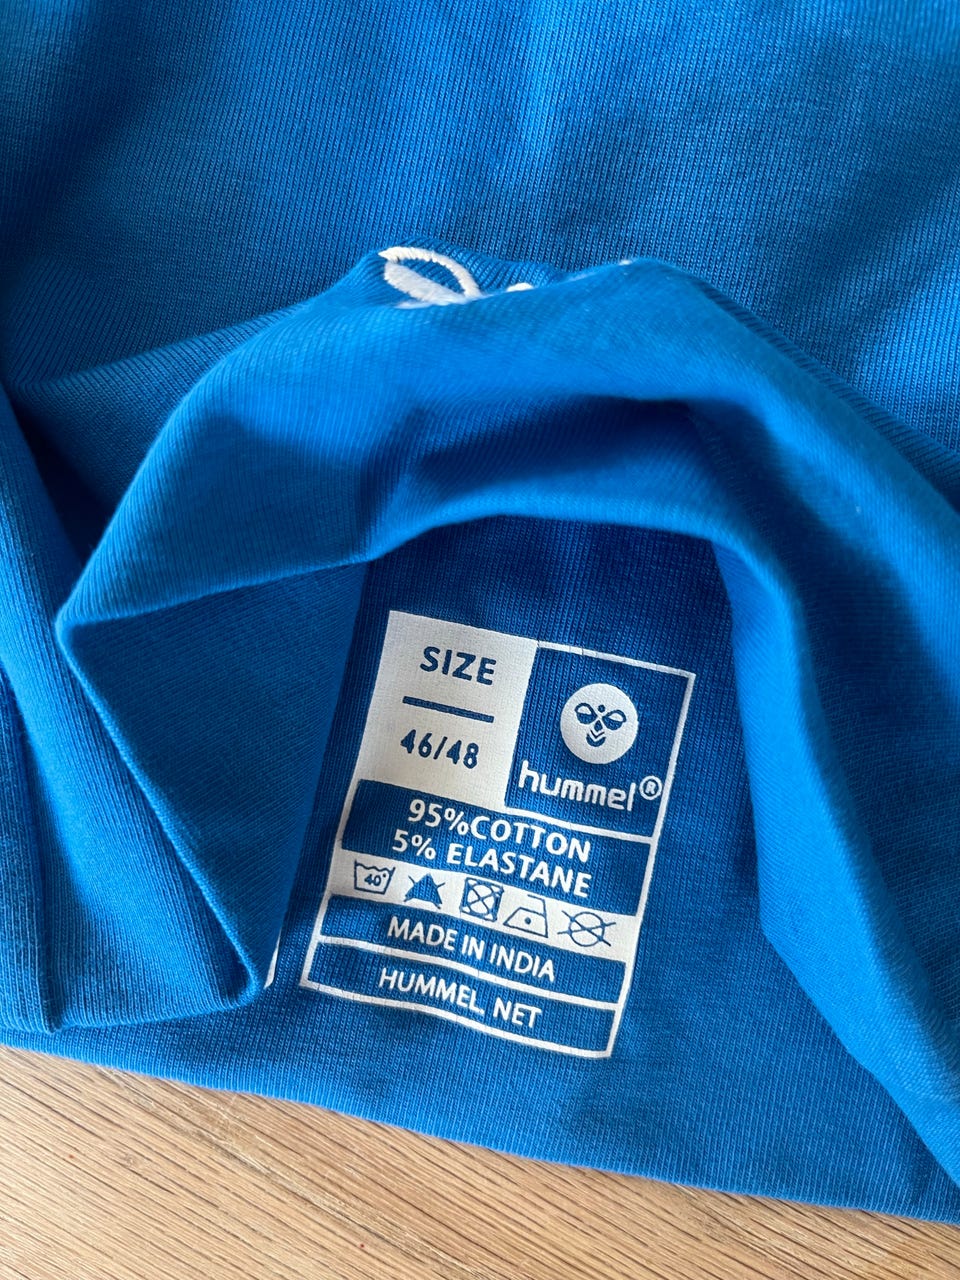 SIZE
46/48
hummel®
95%COTTON
5% ELASTANE
40°
MADE IN INDIA
HUMMEL. NET